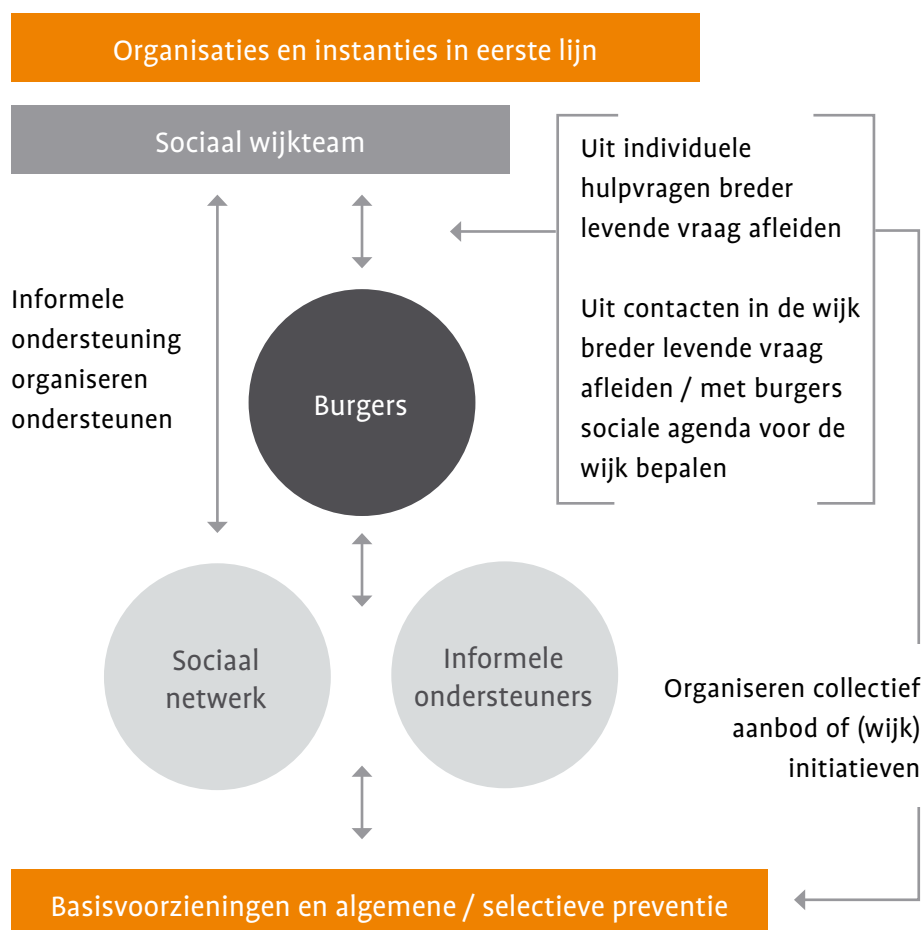 Organisaties en instanties in eerste lijn
Sociaal wijkteam
Uit individuele
hulpvragen breder
levende vraag afleiden
Uit contacten in de wijk
breder levende vraag
afleiden / met burgers
sociale agenda voor de
wijk bepalen
Informele
ondersteuning
organiseren
ondersteunen
Burgers
Sociaal
netwerk
Informele
ondersteuners
Organiseren collectief
aanbod of (wijk)
initiatieven
Basisvoorzieningen en algemene / selectieve preventie